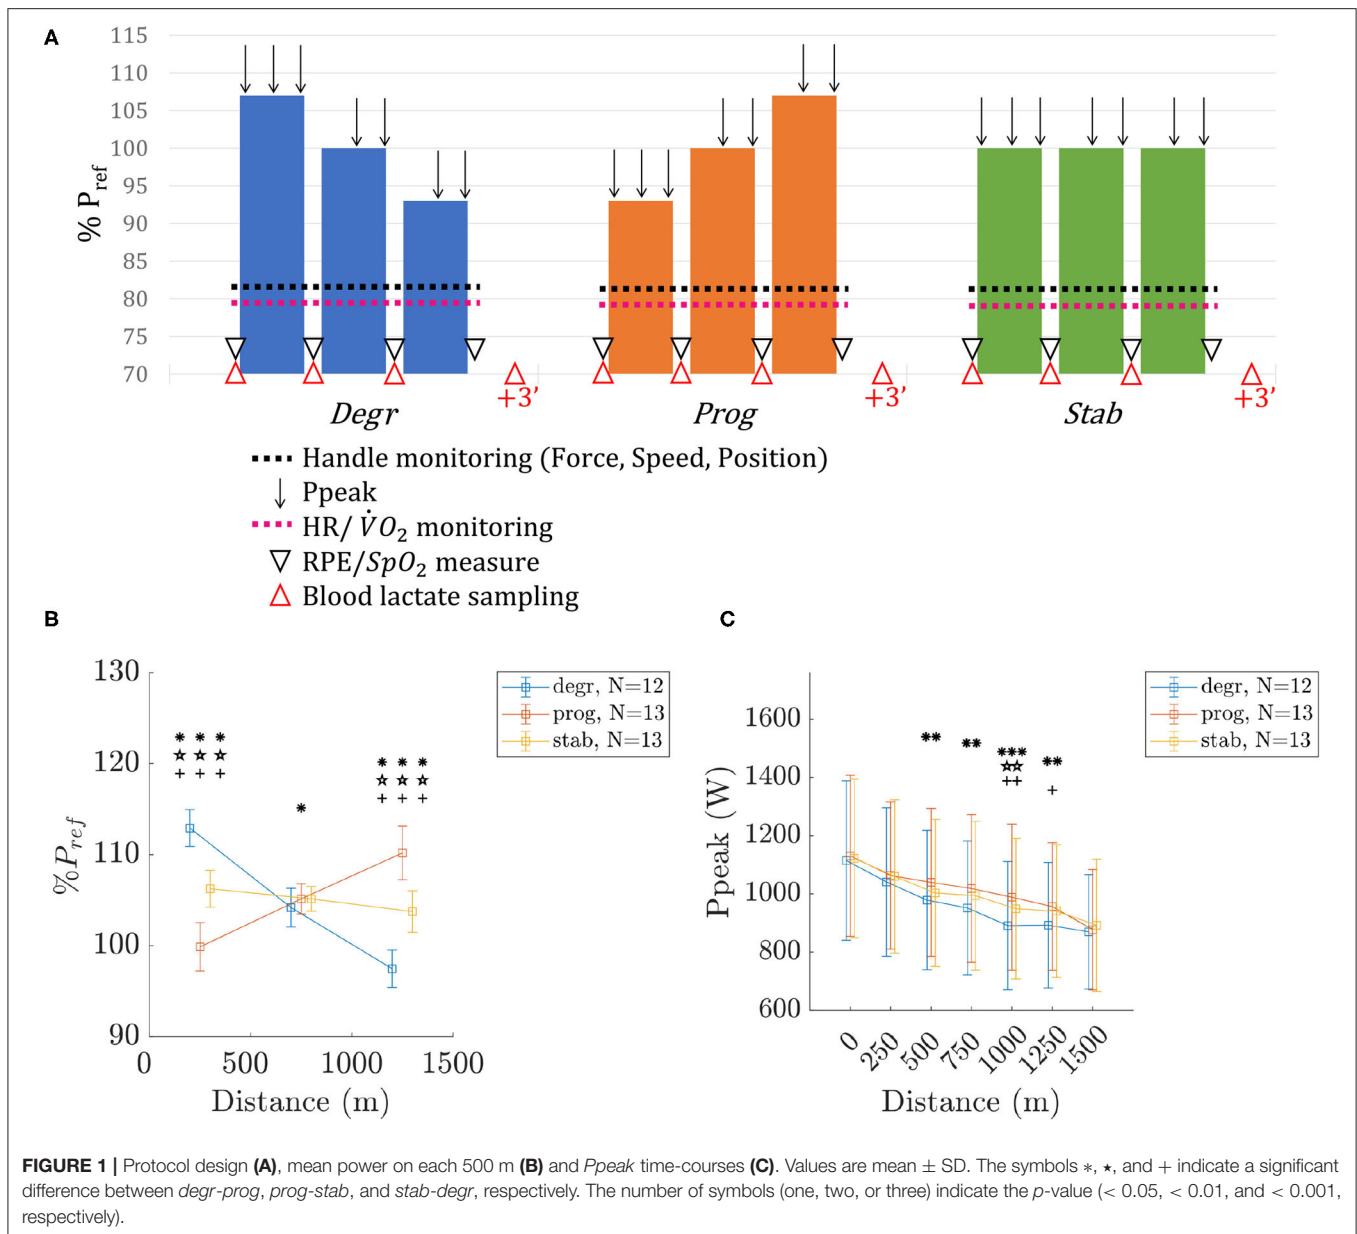 A
115
110
105
100
95
90
85
80
75
70
% Pref
+3’
+3’
+3’
Degr
Prog
Stab
Handle monitoring (Force, Speed, Position)
Ppeak
HR/ V̇O2 monitoring
RPE/SpO2 measure
Blood lactate sampling
B
130
120
110
100
90
%Pref
0
500
1000
1500
Distance (m)
degr, N=12
prog, N=13
stab, N=13
* * *
☆ ☆ ☆
+ + +
*
* * *
☆ ☆ ☆
+ + +
C
1600
1400
1200
1000
800
600
Ppeak (W)
0
250
500
750
1000
1250
1500
Distance (m)
degr, N=12
prog, N=13
stab, N=13
**
**
***
☆☆
++
**
+
FIGURE 1 | Protocol design (A), mean power on each 500 m (B) and Ppeak time-courses (C). Values are mean ± SD. The symbols *, ⋆, and + indicate a significant
difference between degr-prog, prog-stab, and stab-degr, respectively. The number of symbols (one, two, or three) indicate the p-value (< 0.05, < 0.01, and < 0.001,
respectively).